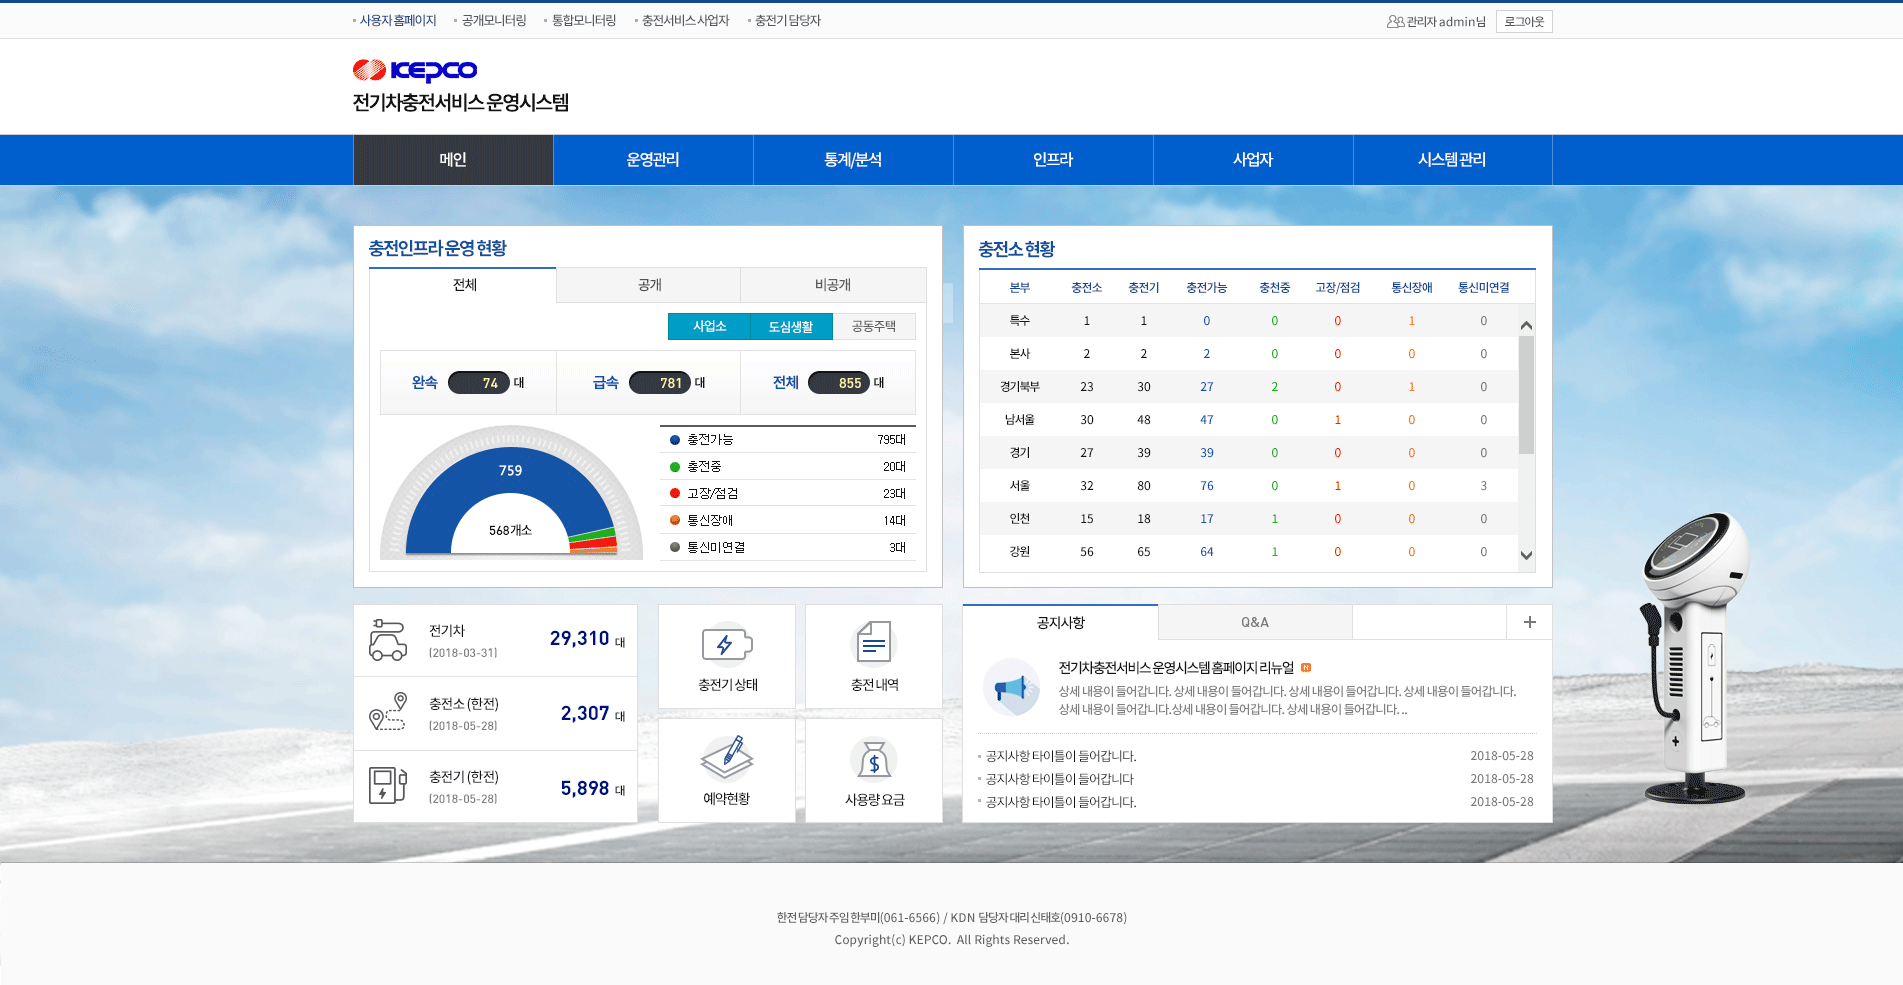 사용자 홈페이지 공개모니터링 통합모니터링 충전서비스 사업자 충전기 담당자
관리자 admin님 로그아웃
KEPCO
전기차충전서비스 운영시스템
메인 운영관리 통계/분석 인프라 사업자 시스템 관리
충전인프라 운영 현황
전체 공개 비공개
사업소 도심생활 공동주택
완속 74 대 급속 781 대 전체 855 대
759
568개소
충전가능 795대
충전중 20대
고장/점검 23대
통신장애 14대
통신미연결 3대
충전소 현황
본부 충전소 충전기 충전가능 충천중 고장/점검 통신장애 통신미연결
특수 1 1 0 0 0 1 0
본사 2 2 2 0 0 0 0
경기북부 23 30 27 2 0 1 0
남서울 30 48 47 0 1 0 0
경기 27 39 39 0 0 0 0
서울 32 80 76 0 1 0 3
인천 15 18 17 1 0 0 0
강원 56 65 64 1 0 0 0
전기차 29,310 대
(2018-03-31)
충전소 (한전) 2,307 대
(2018-05-28)
충전기 (한전) 5,898 대
(2018-05-28)
충전기 상태
충전 내역
예약현황
사용량 요금
공지사항 Q&A +
전기차충전서비스 운영시스템 홈페이지 리뉴얼 N
상세 내용이 들어갑니다. 상세 내용이 들어갑니다. 상세 내용이 들어갑니다. 상세 내용이 들어갑니다.
상세 내용이 들어갑니다.상세 내용이 들어갑니다. 상세 내용이 들어갑니다. ..
공지사항 타이틀이 들어갑니다. 2018-05-28
공지사항 타이틀이 들어갑니다 2018-05-28
공지사항 타이틀이 들어갑니다. 2018-05-28
한전 담당자 주임 한부미(061-6566) / KDN 담당자 대리 신태호(0910-6678)
Copyright(c) KEPCO. All Rights Reserved.